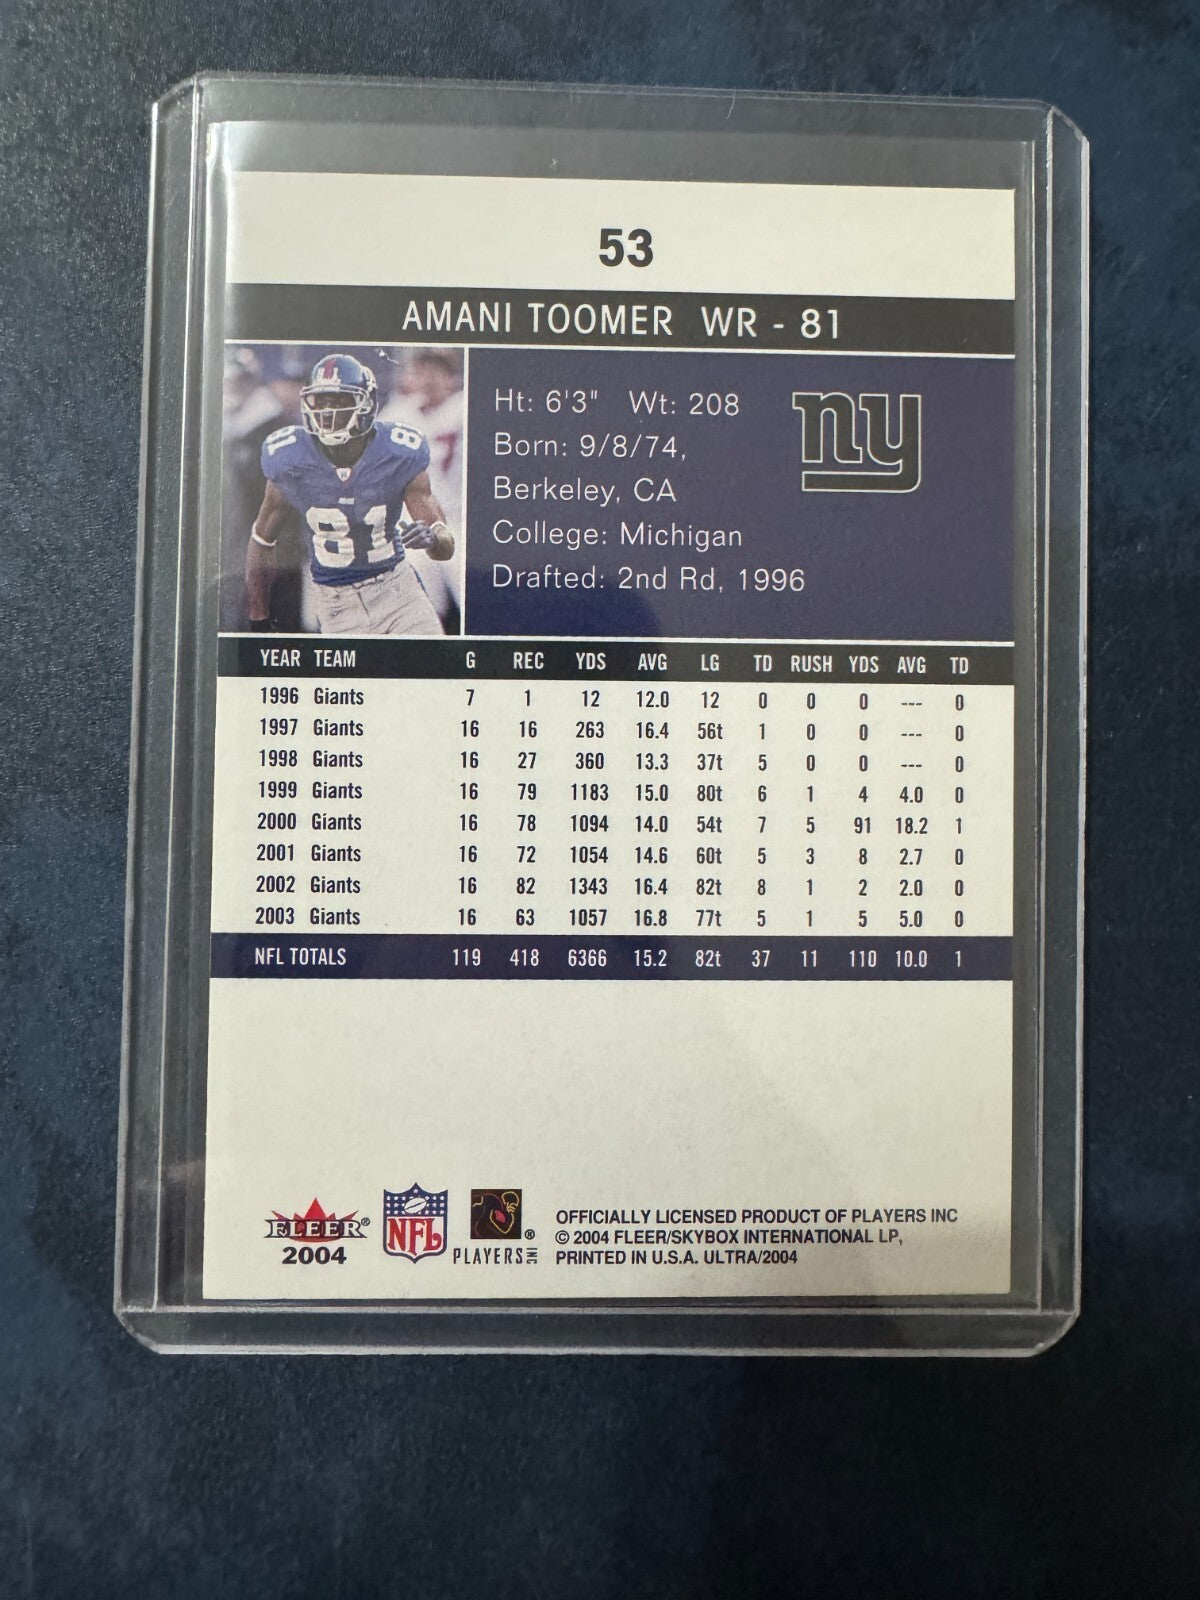 53
AMANI TOOMER WR - 81
81 81 81
Ht: 6'3" Wt: 208
Born: 9/8/74,
Berkeley, CA
College: Michigan
Drafted: 2nd Rd, 1996
ny
YEAR TEAM G REC YDS AVG LG TD RUSH YDS AVG TD
1996 Giants 7 1 12 12.0 12 0 0 0 --- 0
1997 Giants 16 16 263 16.4 56t 1 0 0 --- 0
1998 Giants 16 27 360 13.3 37t 5 0 0 --- 0
1999 Giants 16 79 1183 15.0 80t 6 1 4 4.0 0
2000 Giants 16 78 1094 14.0 54t 7 5 91 18.2 1
2001 Giants 16 72 1054 14.6 60t 5 3 8 2.7 0
2002 Giants 16 82 1343 16.4 82t 8 1 2 2.0 0
2003 Giants 16 63 1057 16.8 77t 5 1 5 5.0 0
NFL TOTALS 119 418 6366 15.2 82t 37 11 110 10.0 1
FLEER®
2004
NFL
PLAYERS INC ®
OFFICIALLY LICENSED PRODUCT OF PLAYERS INC
© 2004 FLEER/SKYBOX INTERNATIONAL LP,
PRINTED IN U.S.A. ULTRA/2004